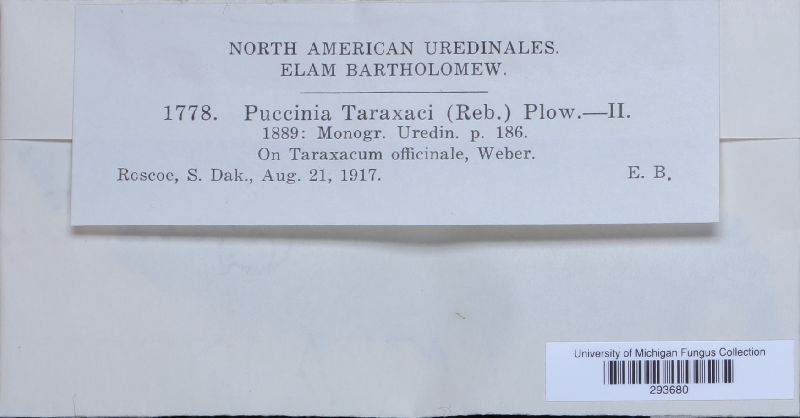 NORTH AMERICAN UREDINALES.
ELAM BARTHOLOMEW.
1778. Puccinia Taraxaci (Reb.) Plow.—II.
1889: Monogr. Uredin. p. 186.
On Taraxacum officinale, Weber.
Roscoe, S. Dak., Aug. 21, 1917. E. B.
University of Michigan Fungus Collection
293680